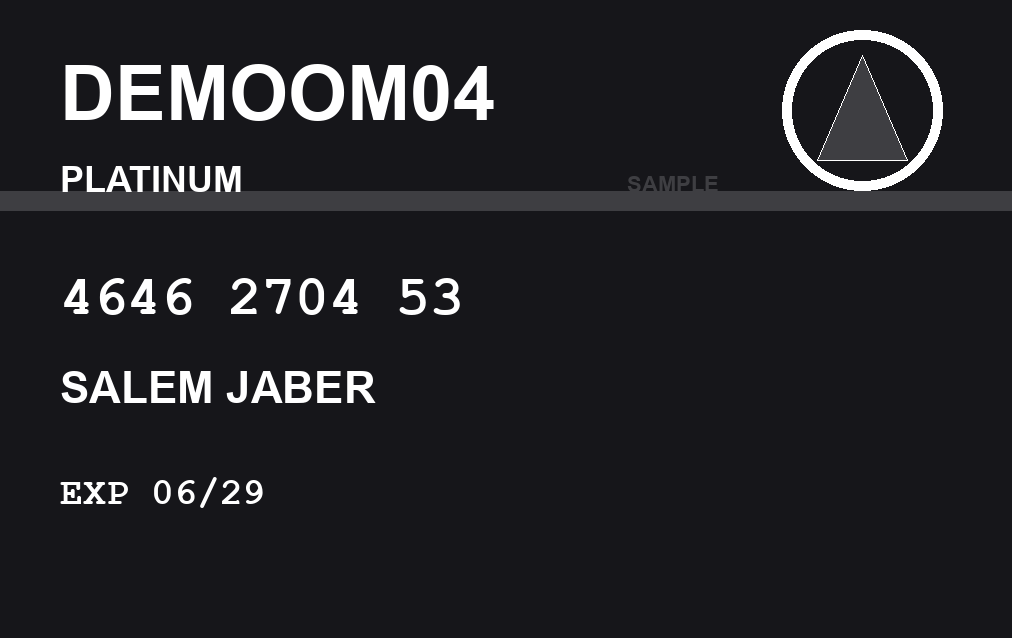 DEMOOM04
PLATINUM
SAMPLE
4646 2704 53
SALEM JABER
EXP 06/29